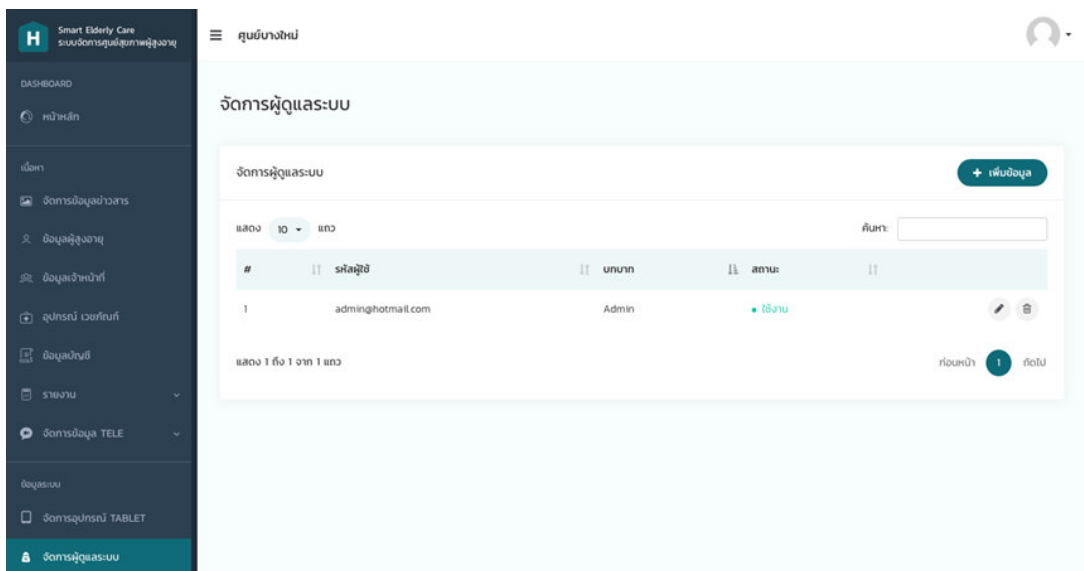 Smart Elderly Care
ระบบจัดการศูนย์สุขภาพผู้สูงอายุ
ศูนย์บางใหม่
DASHBOARD
หน้าหลัก
เนื้อหา
จัดการข้อมูลข่าวสาร
ข้อมูลผู้สูงอายุ
ข้อมูลเจ้าหน้าที่
อุปกรณ์ เวชภัณฑ์
ข้อมูลบัญชี
รายงาน
จัดการข้อมูล TELE
ข้อมูลระบบ
จัดการอุปกรณ์ TABLET
จัดการผู้ดูแลระบบ
จัดการผู้ดูแลระบบ
จัดการผู้ดูแลระบบ
+ เพิ่มข้อมูล
แสดง 10 แถว ค้นหา:
# รหัสผู้ใช้ บทบาท สถานะ
1 admin@hotmail.com Admin ใช้งาน
แสดง 1 ถึง 1 จาก 1 แถว ก่อนหน้า 1 ถัดไป